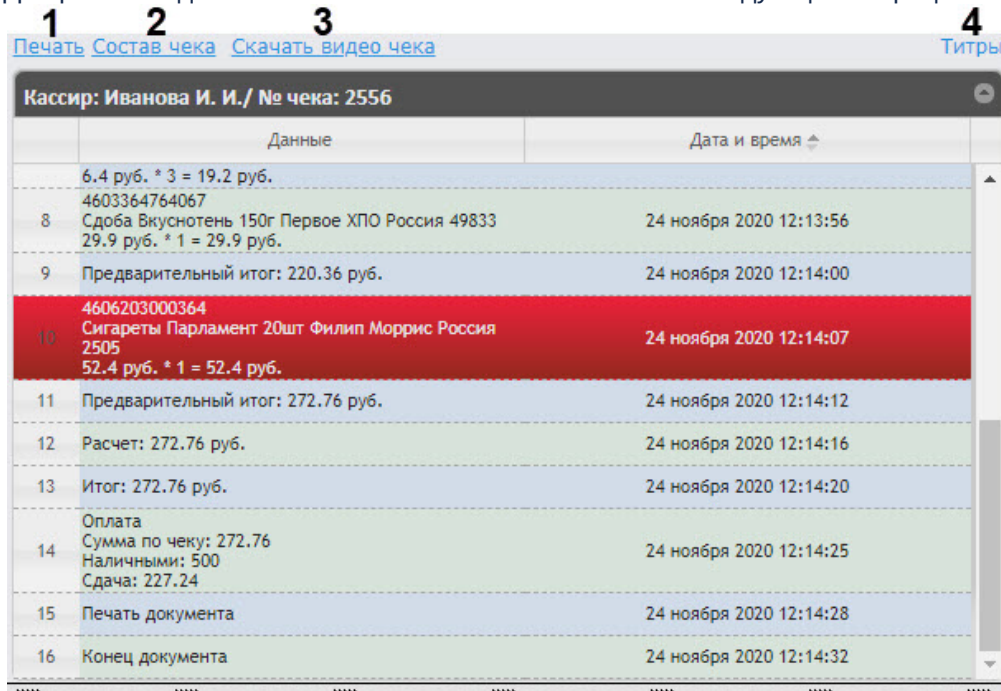 1 2 3 4
Печать Состав чека Скачать видео чека Титры
Кассир: Иванова И. И./ № чека: 2556
Данные Дата и время
6.4 руб. * 3 = 19.2 руб.
4603364764067
8 Сдоба Вкуснотень 150г Первое ХПО Россия 49833 24 ноября 2020 12:13:56
29.9 руб. * 1 = 29.9 руб.
9 Предварительный итог: 220.36 руб. 24 ноября 2020 12:14:00
4606203000364
Сигареты Парламент 20шт Филип Моррис Россия
10 2505 24 ноября 2020 12:14:07
52.4 руб. * 1 = 52.4 руб.
11 Предварительный итог: 272.76 руб. 24 ноября 2020 12:14:12
12 Расчет: 272.76 руб. 24 ноября 2020 12:14:16
13 Итог: 272.76 руб. 24 ноября 2020 12:14:20
Оплата
Сумма по чеку: 272.76
14 Наличными: 500 24 ноября 2020 12:14:25
Сдача: 227.24
15 Печать документа 24 ноября 2020 12:14:28
16 Конец документа 24 ноября 2020 12:14:32